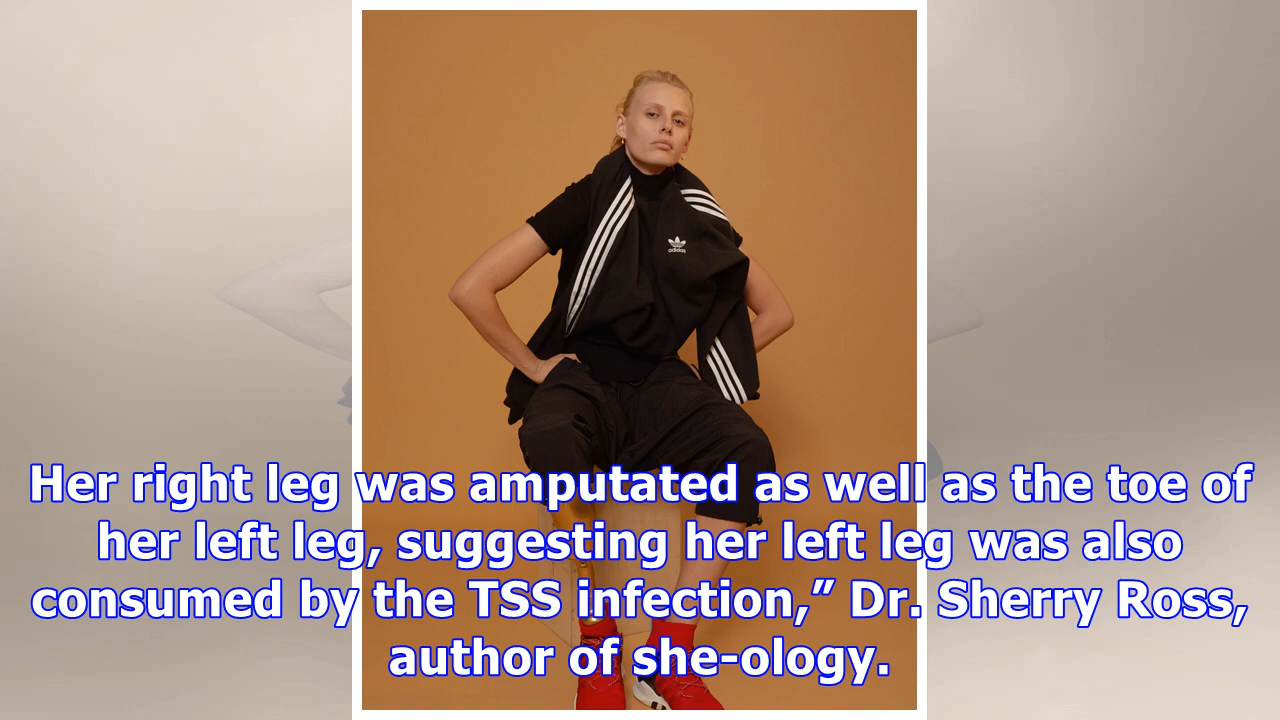 adidas
Her right leg was amputated as well as the toe of
her left leg, suggesting her left leg was also
consumed by the TSS infection,” Dr. Sherry Ross,
author of she-ology.